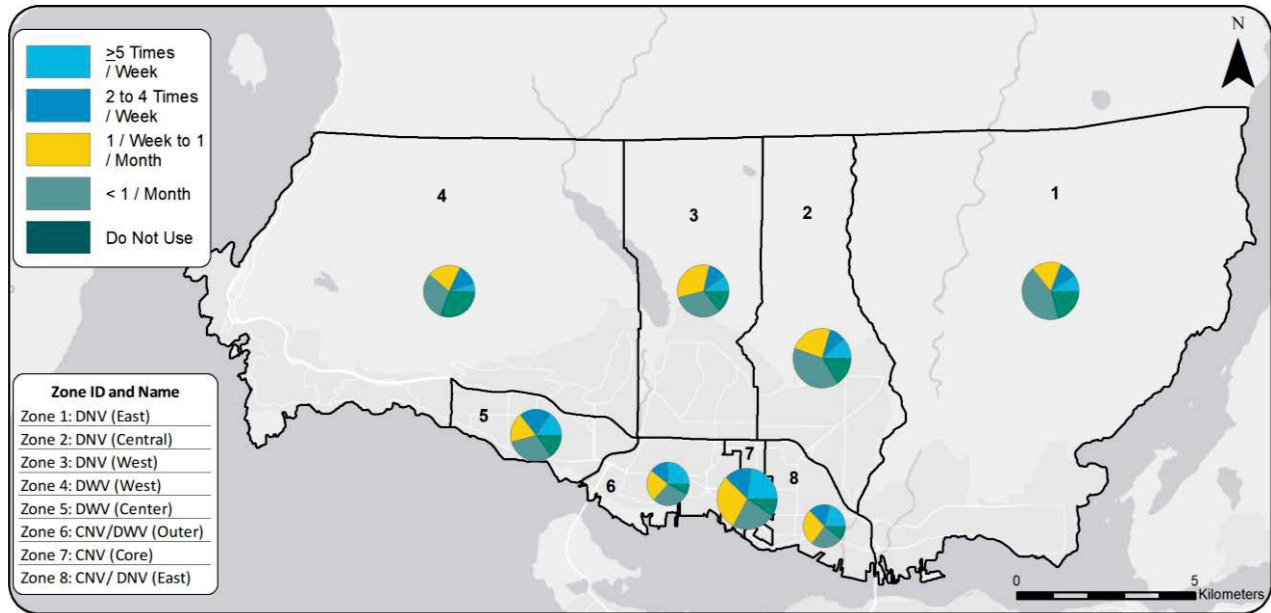 ≥5 Times
/ Week
2 to 4 Times
/ Week
1 / Week to 1
/ Month
< 1 / Month
Do Not Use
N
4
3
2
1
5
6
7
8
Zone ID and Name
Zone 1: DNV (East)
Zone 2: DNV (Central)
Zone 3: DNV (West)
Zone 4: DWV (West)
Zone 5: DWV (Center)
Zone 6: CNV/DWV (Outer)
Zone 7: CNV (Core)
Zone 8: CNV/ DNV (East)
0 5
Kilometers